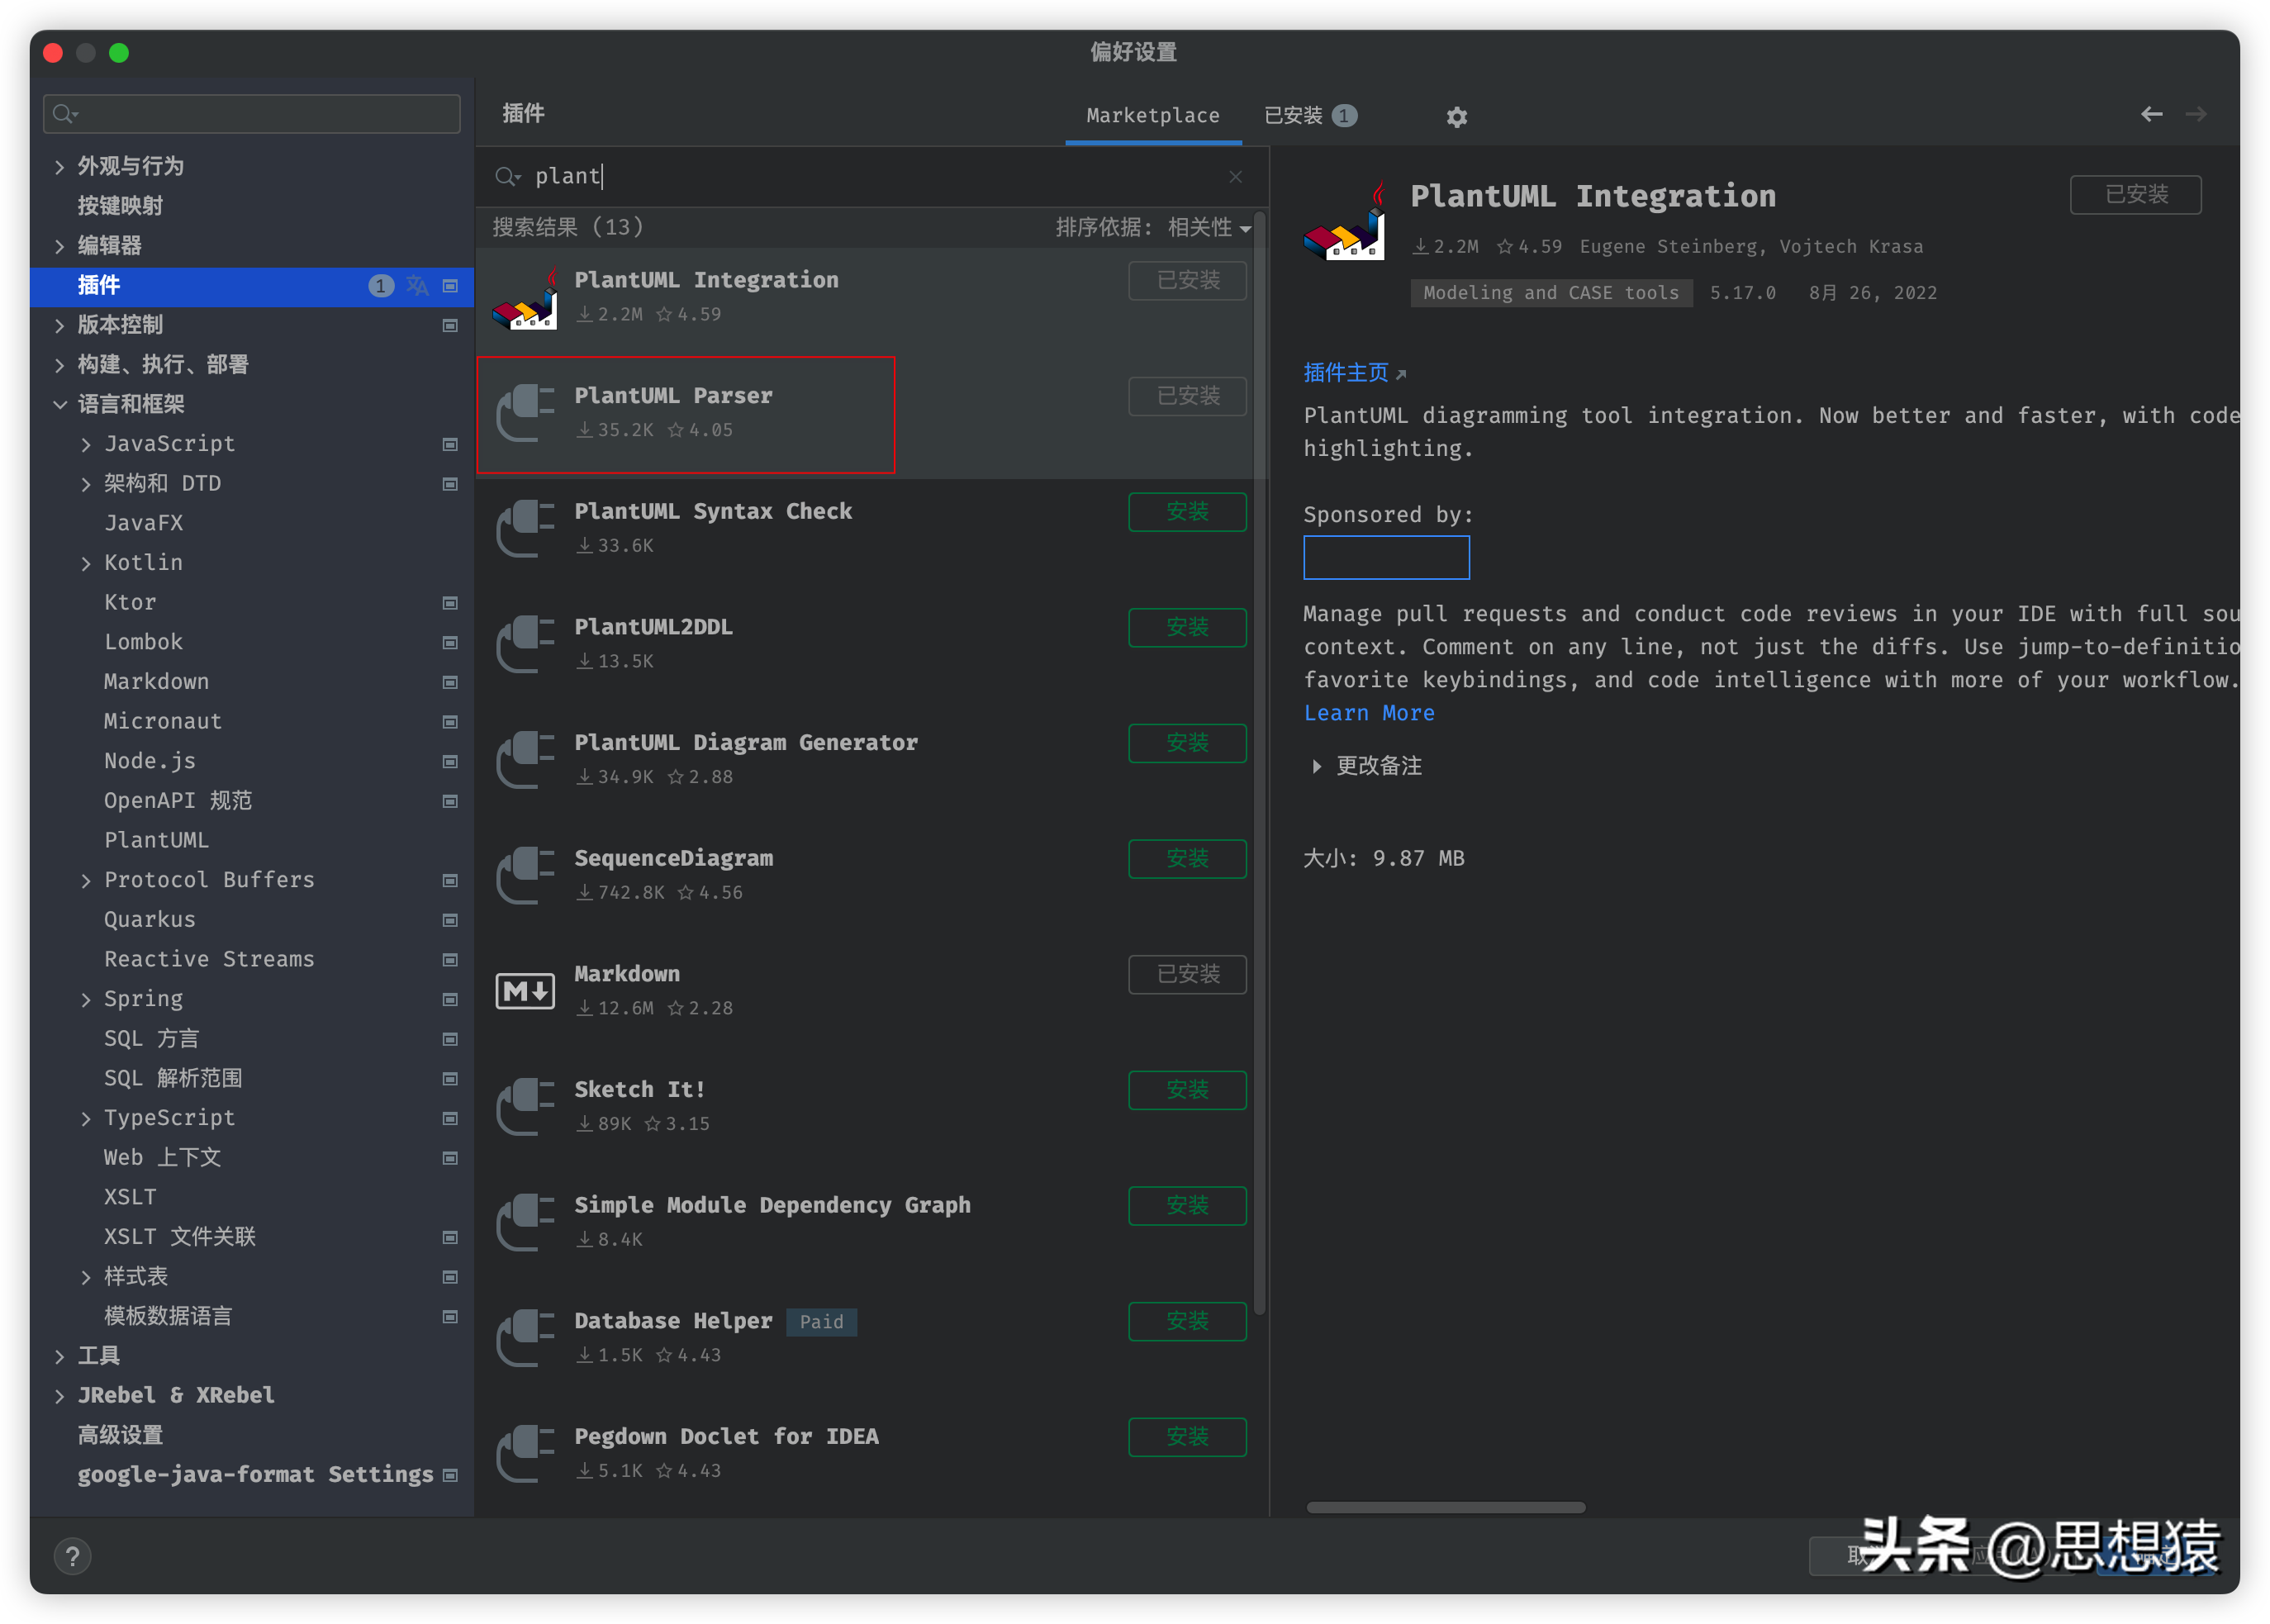 偏好设置
插件
Marketplace
已安装 1
外观与行为
按键映射
编辑器
插件 1
版本控制
构建、执行、部署
语言和框架
JavaScript
架构和 DTD
JavaFX
Kotlin
Ktor
Lombok
Markdown
Micronaut
Node.js
OpenAPI 规范
PlantUML
Protocol Buffers
Quarkus
Reactive Streams
Spring
SQL 方言
SQL 解析范围
TypeScript
Web 上下文
XSLT
XSLT 文件关联
样式表
模板数据语言
工具
JRebel & XRebel
高级设置
google-java-format Settings
?
plant
搜索结果 (13)
排序依据: 相关性
PlantUML Integration
已安装
2.2M 4.59
PlantUML Parser
已安装
35.2K 4.05
PlantUML Syntax Check
安装
33.6K
PlantUML2DDL
安装
13.5K
PlantUML Diagram Generator
安装
34.9K 2.88
SequenceDiagram
安装
742.8K 4.56
Markdown
已安装
12.6M 2.28
Sketch It!
安装
89K 3.15
Simple Module Dependency Graph
安装
8.4K
Database Helper Paid
安装
1.5K 4.43
Pegdown Doclet for IDEA
安装
5.1K 4.43
PlantUML Integration
已安装
2.2M 4.59 Eugene Steinberg, Vojtech Krasa
Modeling and CASE tools 5.17.0 8月 26, 2022
插件主页
PlantUML diagramming tool integration. Now better and faster, with code
highlighting.
Sponsored by:
Manage pull requests and conduct code reviews in your IDE with full sou
context. Comment on any line, not just the diffs. Use jump-to-definitio
favorite keybindings, and code intelligence with more of your workflow.
Learn More
更改备注
大小: 9.87 MB
取
头条 @思想猿